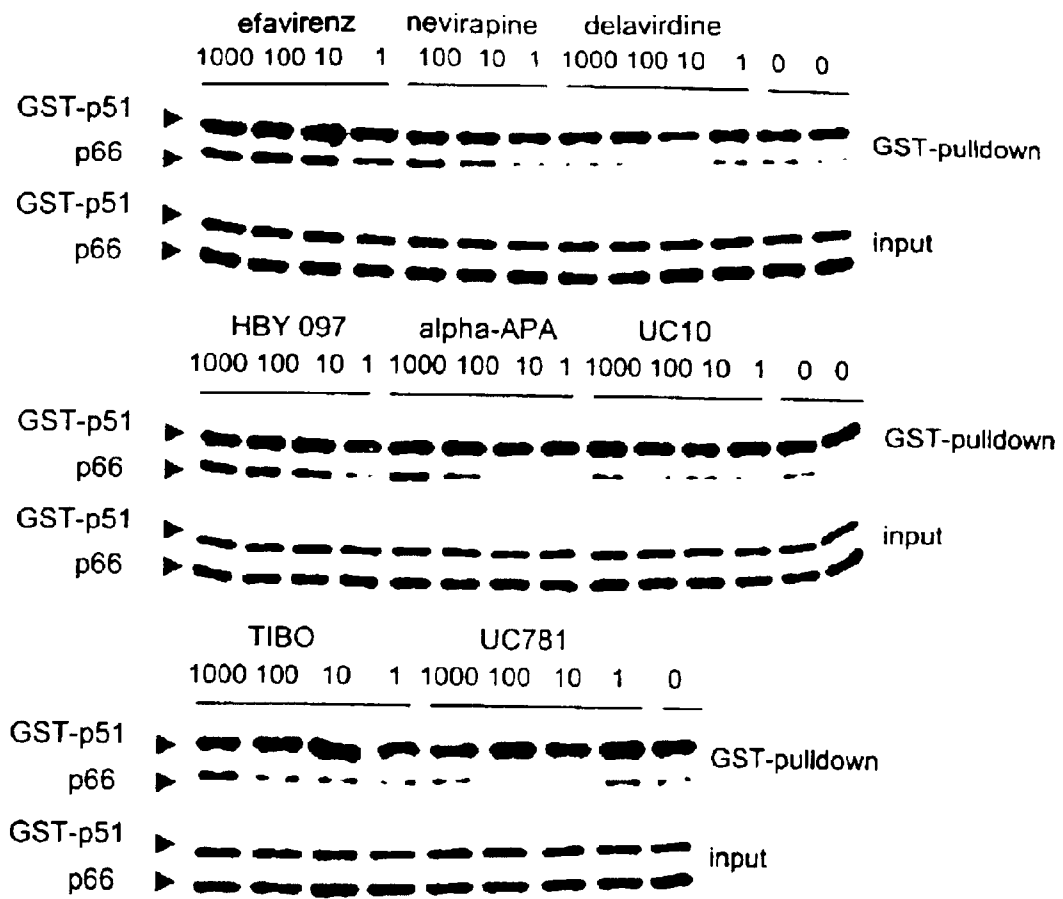 efavirenz nevirapine delavirdine
1000 100 10 1 100 10 1 1000 100 10 1 0 0
GST-p51
p66
GST-pulldown
GST-p51
p66
input
HBY 097 alpha-APA UC10
1000 100 10 1 1000 100 10 1 1000 100 10 1 0 0
GST-p51
p66
GST-pulldown
GST-p51
p66
input
TIBO UC781
1000 100 10 1 1000 100 10 1 0
GST-p51
p66
GST-pulldown
GST-p51
p66
input